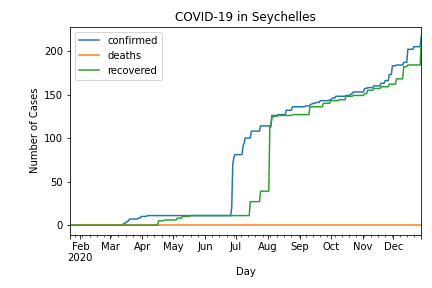 COVID-19 in Seychelles
confirmed
deaths
recovered
Number of Cases
200
150
100
50
0
Feb Mar Apr May Jun Jul Aug Sep Oct Nov Dec
2020
Day